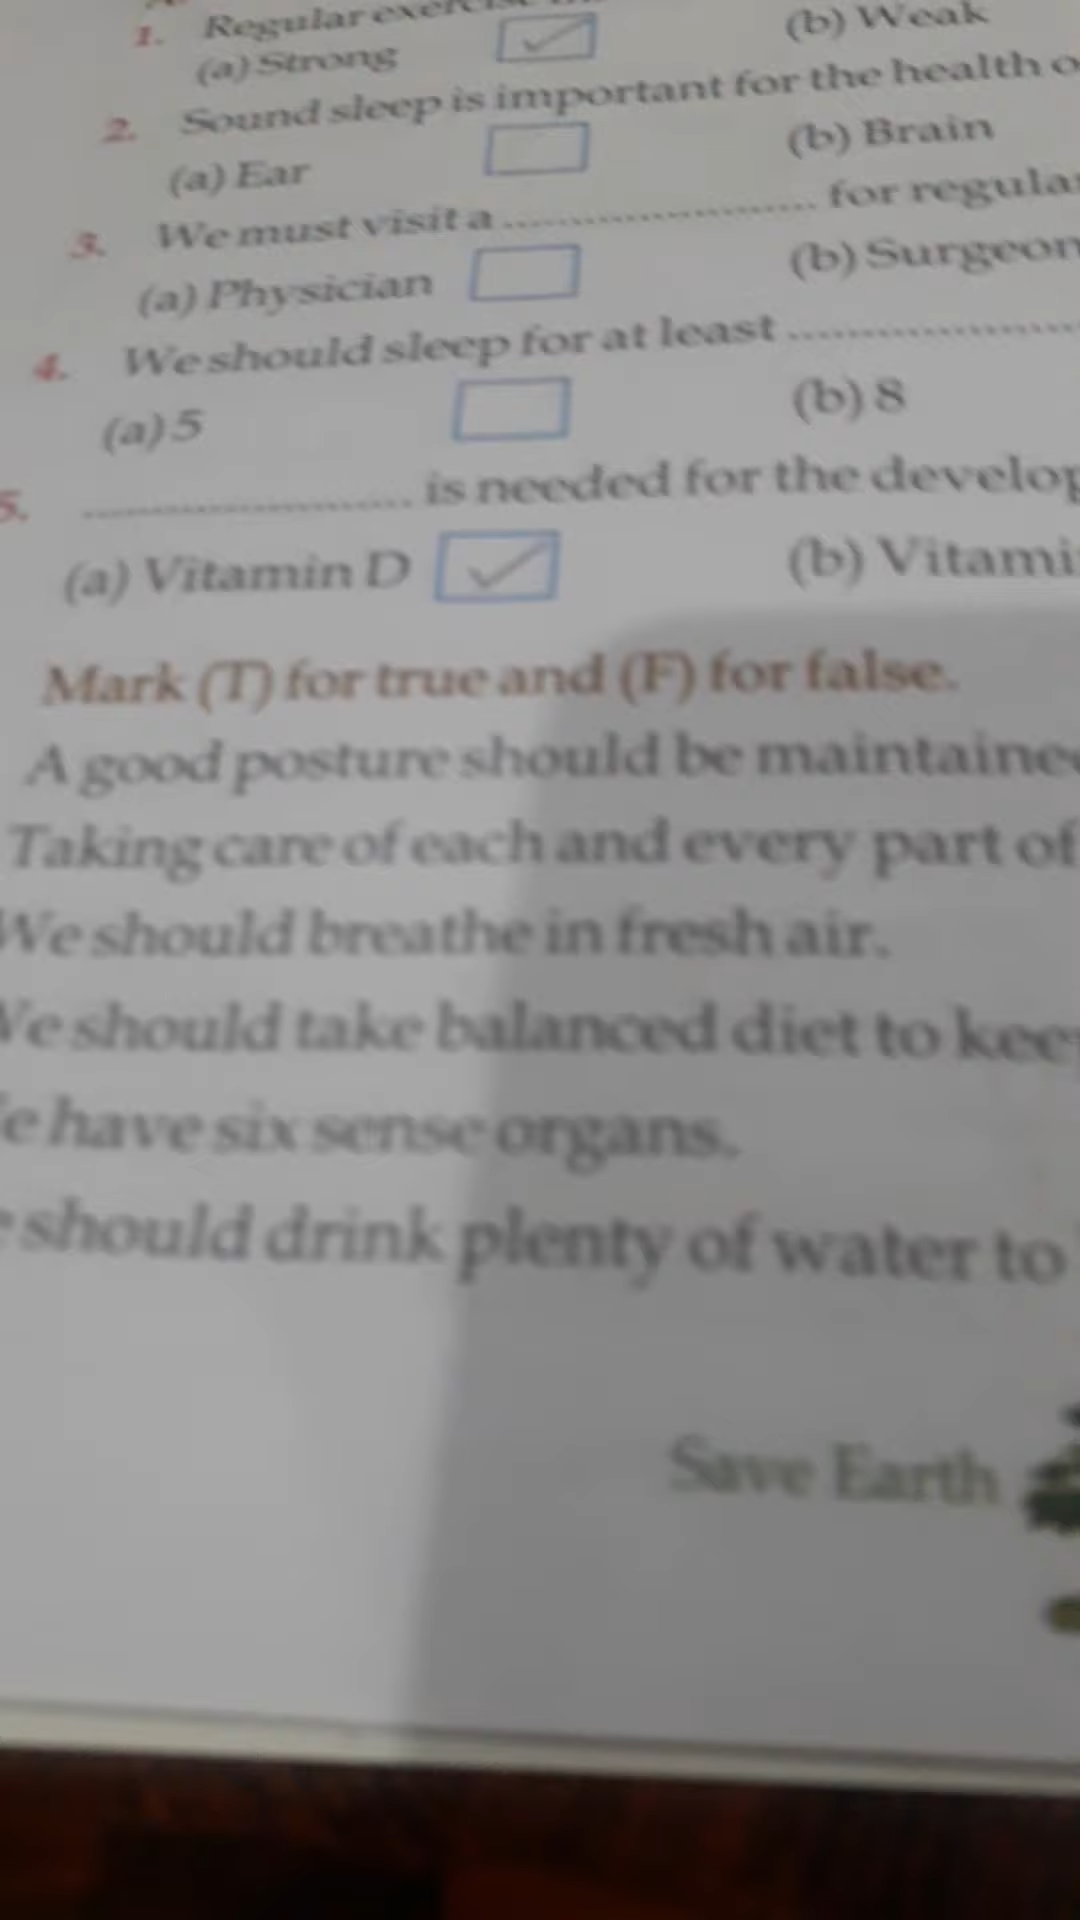 1. Regular
(a) Strong (b) Weak
2. Sound sleep is important for the health
(a) Ear (b) Brain
3. We must visit a .................... for
(a) Physician (b) Surgeon
4. We should sleep for at least ....................
(a) 5 (b) 8
5. .................... is needed for the
(a) Vitamin D (b)
Mark (T) for true and (F) for false.
A good posture should be
Taking care of each and every part of
We should breathe in fresh air.
should take balanced diet to
have six sense organs.
should drink plenty of water to
Save Earth